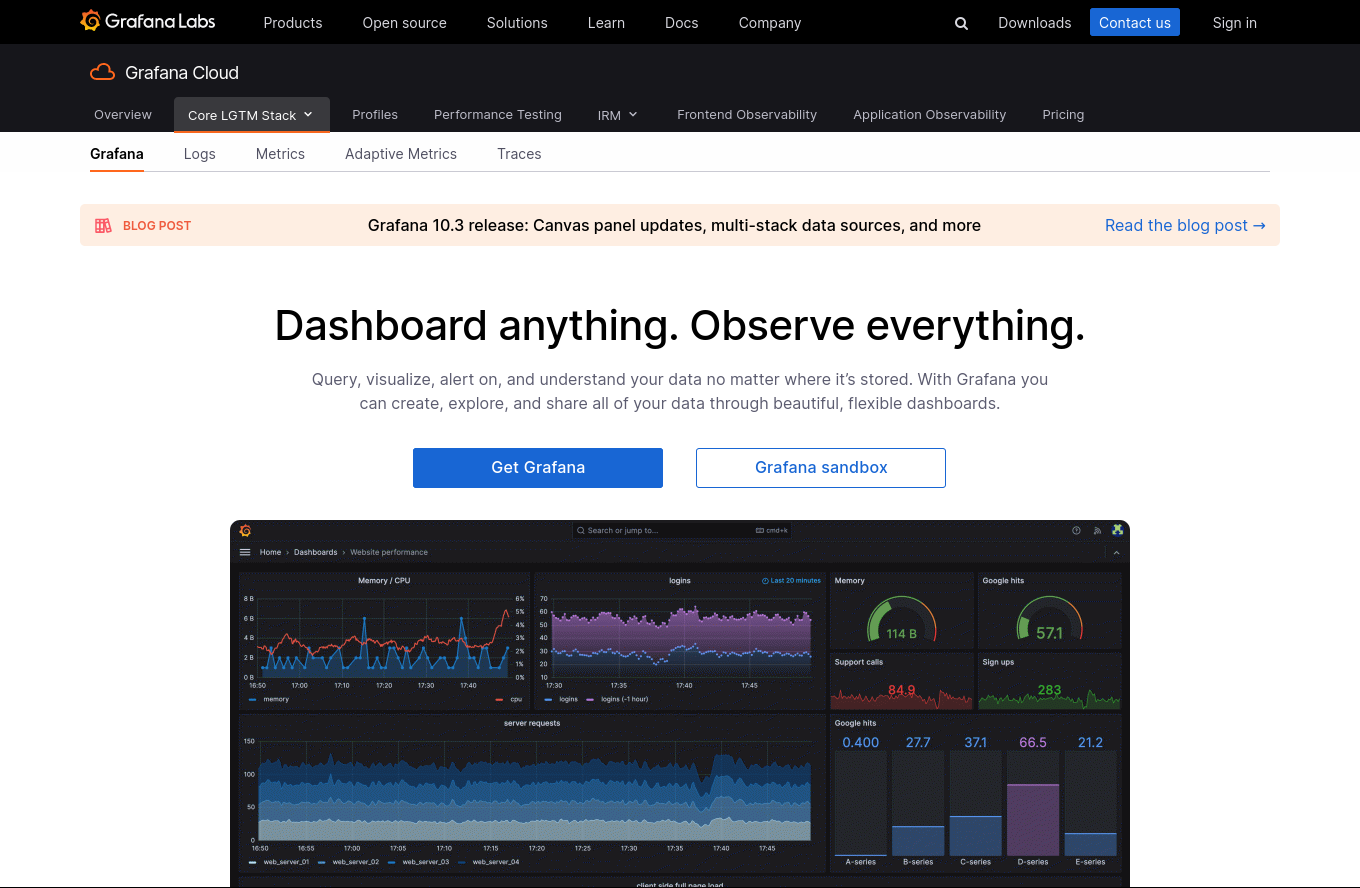 Grafana Labs
Products Open source Solutions Learn Docs Company Downloads Contact us Sign in
Grafana Cloud
Overview Core LGTM Stack Profiles Performance Testing IRM Frontend Observability Application Observability Pricing
Grafana Logs Metrics Adaptive Metrics Traces
BLOG POST Grafana 10.3 release: Canvas panel updates, multi-stack data sources, and more Read the blog post →
Dashboard anything. Observe everything.
Query, visualize, alert on, and understand your data no matter where it’s stored. With Grafana you
can create, explore, and share all of your data through beautiful, flexible dashboards.
Get Grafana Grafana sandbox
Search or jump to... cmd+k
Home › Dashboards › Website performance
Memory / CPU
8 B
6 B
4 B
2 B
0 B
6%
5%
4%
3%
2%
1%
0%
16:50 17:00 17:10 17:20 17:30 17:40
memory cpu
logins Last 20 minutes
70
60
50
40
30
20
10
17:30 17:35 17:40 17:45
logins logins (-1 hour)
Memory
114 B
Google hits
57.1
Support calls
84.9
Sign ups
283
server requests
150
100
50
0
16:50 16:55 17:00 17:05 17:10 17:15 17:20 17:25 17:30 17:35 17:40 17:45
web_server_01 web_server_02 web_server_03 web_server_04
Google hits
0.400 27.7 37.1 66.5 21.2
A-series B-series C-series D-series E-series
client side full page load